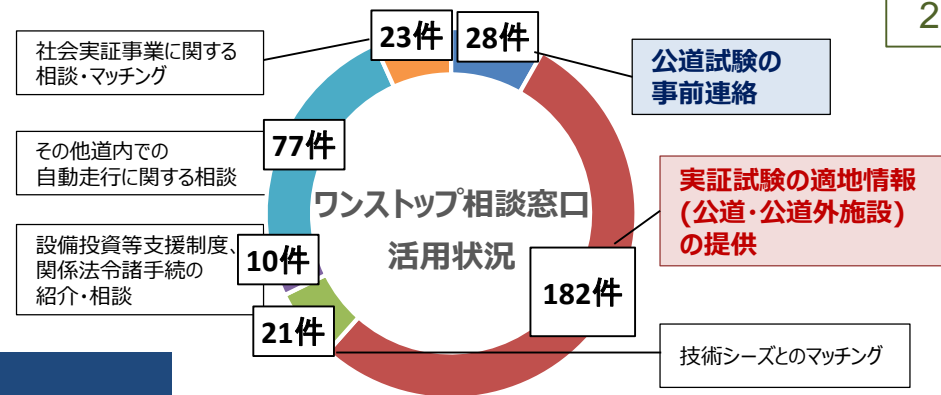 2
23件
28件
社会実証事業に関する
相談・マッチング
公道試験の
事前連絡
77件
その他道内での
自動走行に関する相談
実証試験の適地情報
(公道・公道外施設)
の提供
ワンストップ相談窓口
活用状況
設備投資等支援制度、
関係法令諸手続の
紹介・相談
10件
182件
21件
技術シーズとのマッチング